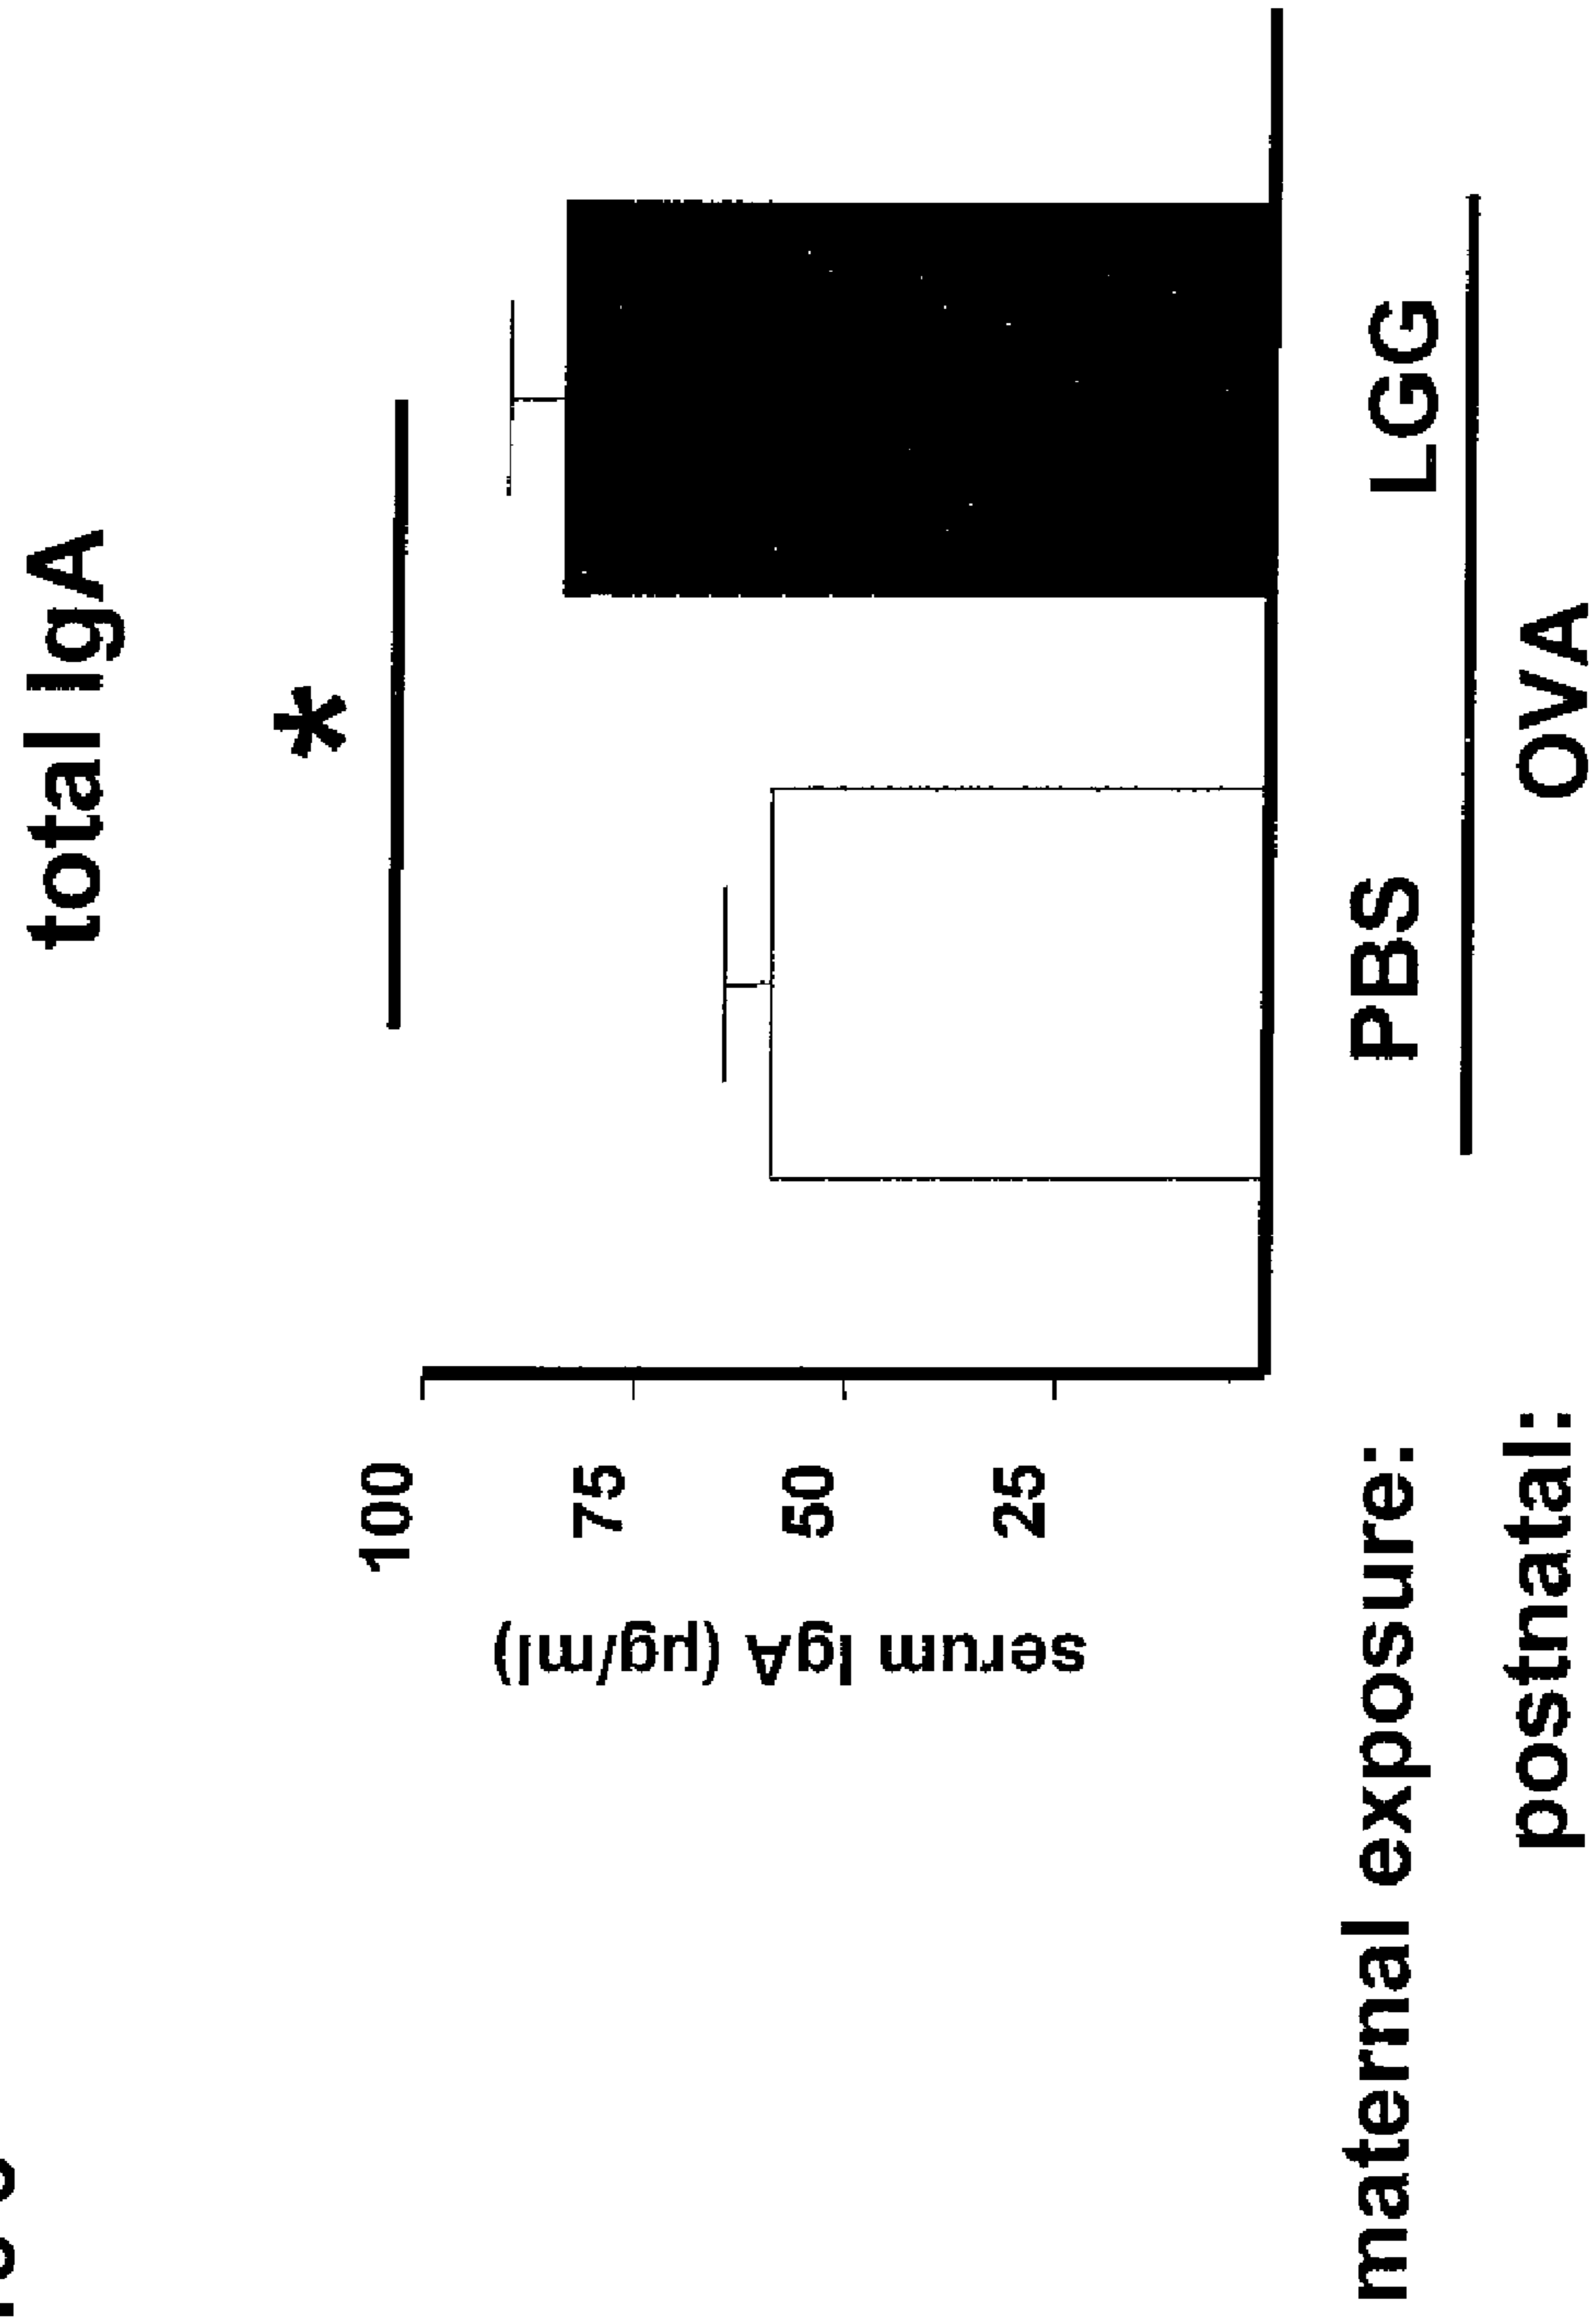 total IgA
*
100
75
50
25
serum IgA (µg/ml)
maternal exposure: PBS LGG
postnatal: OVA